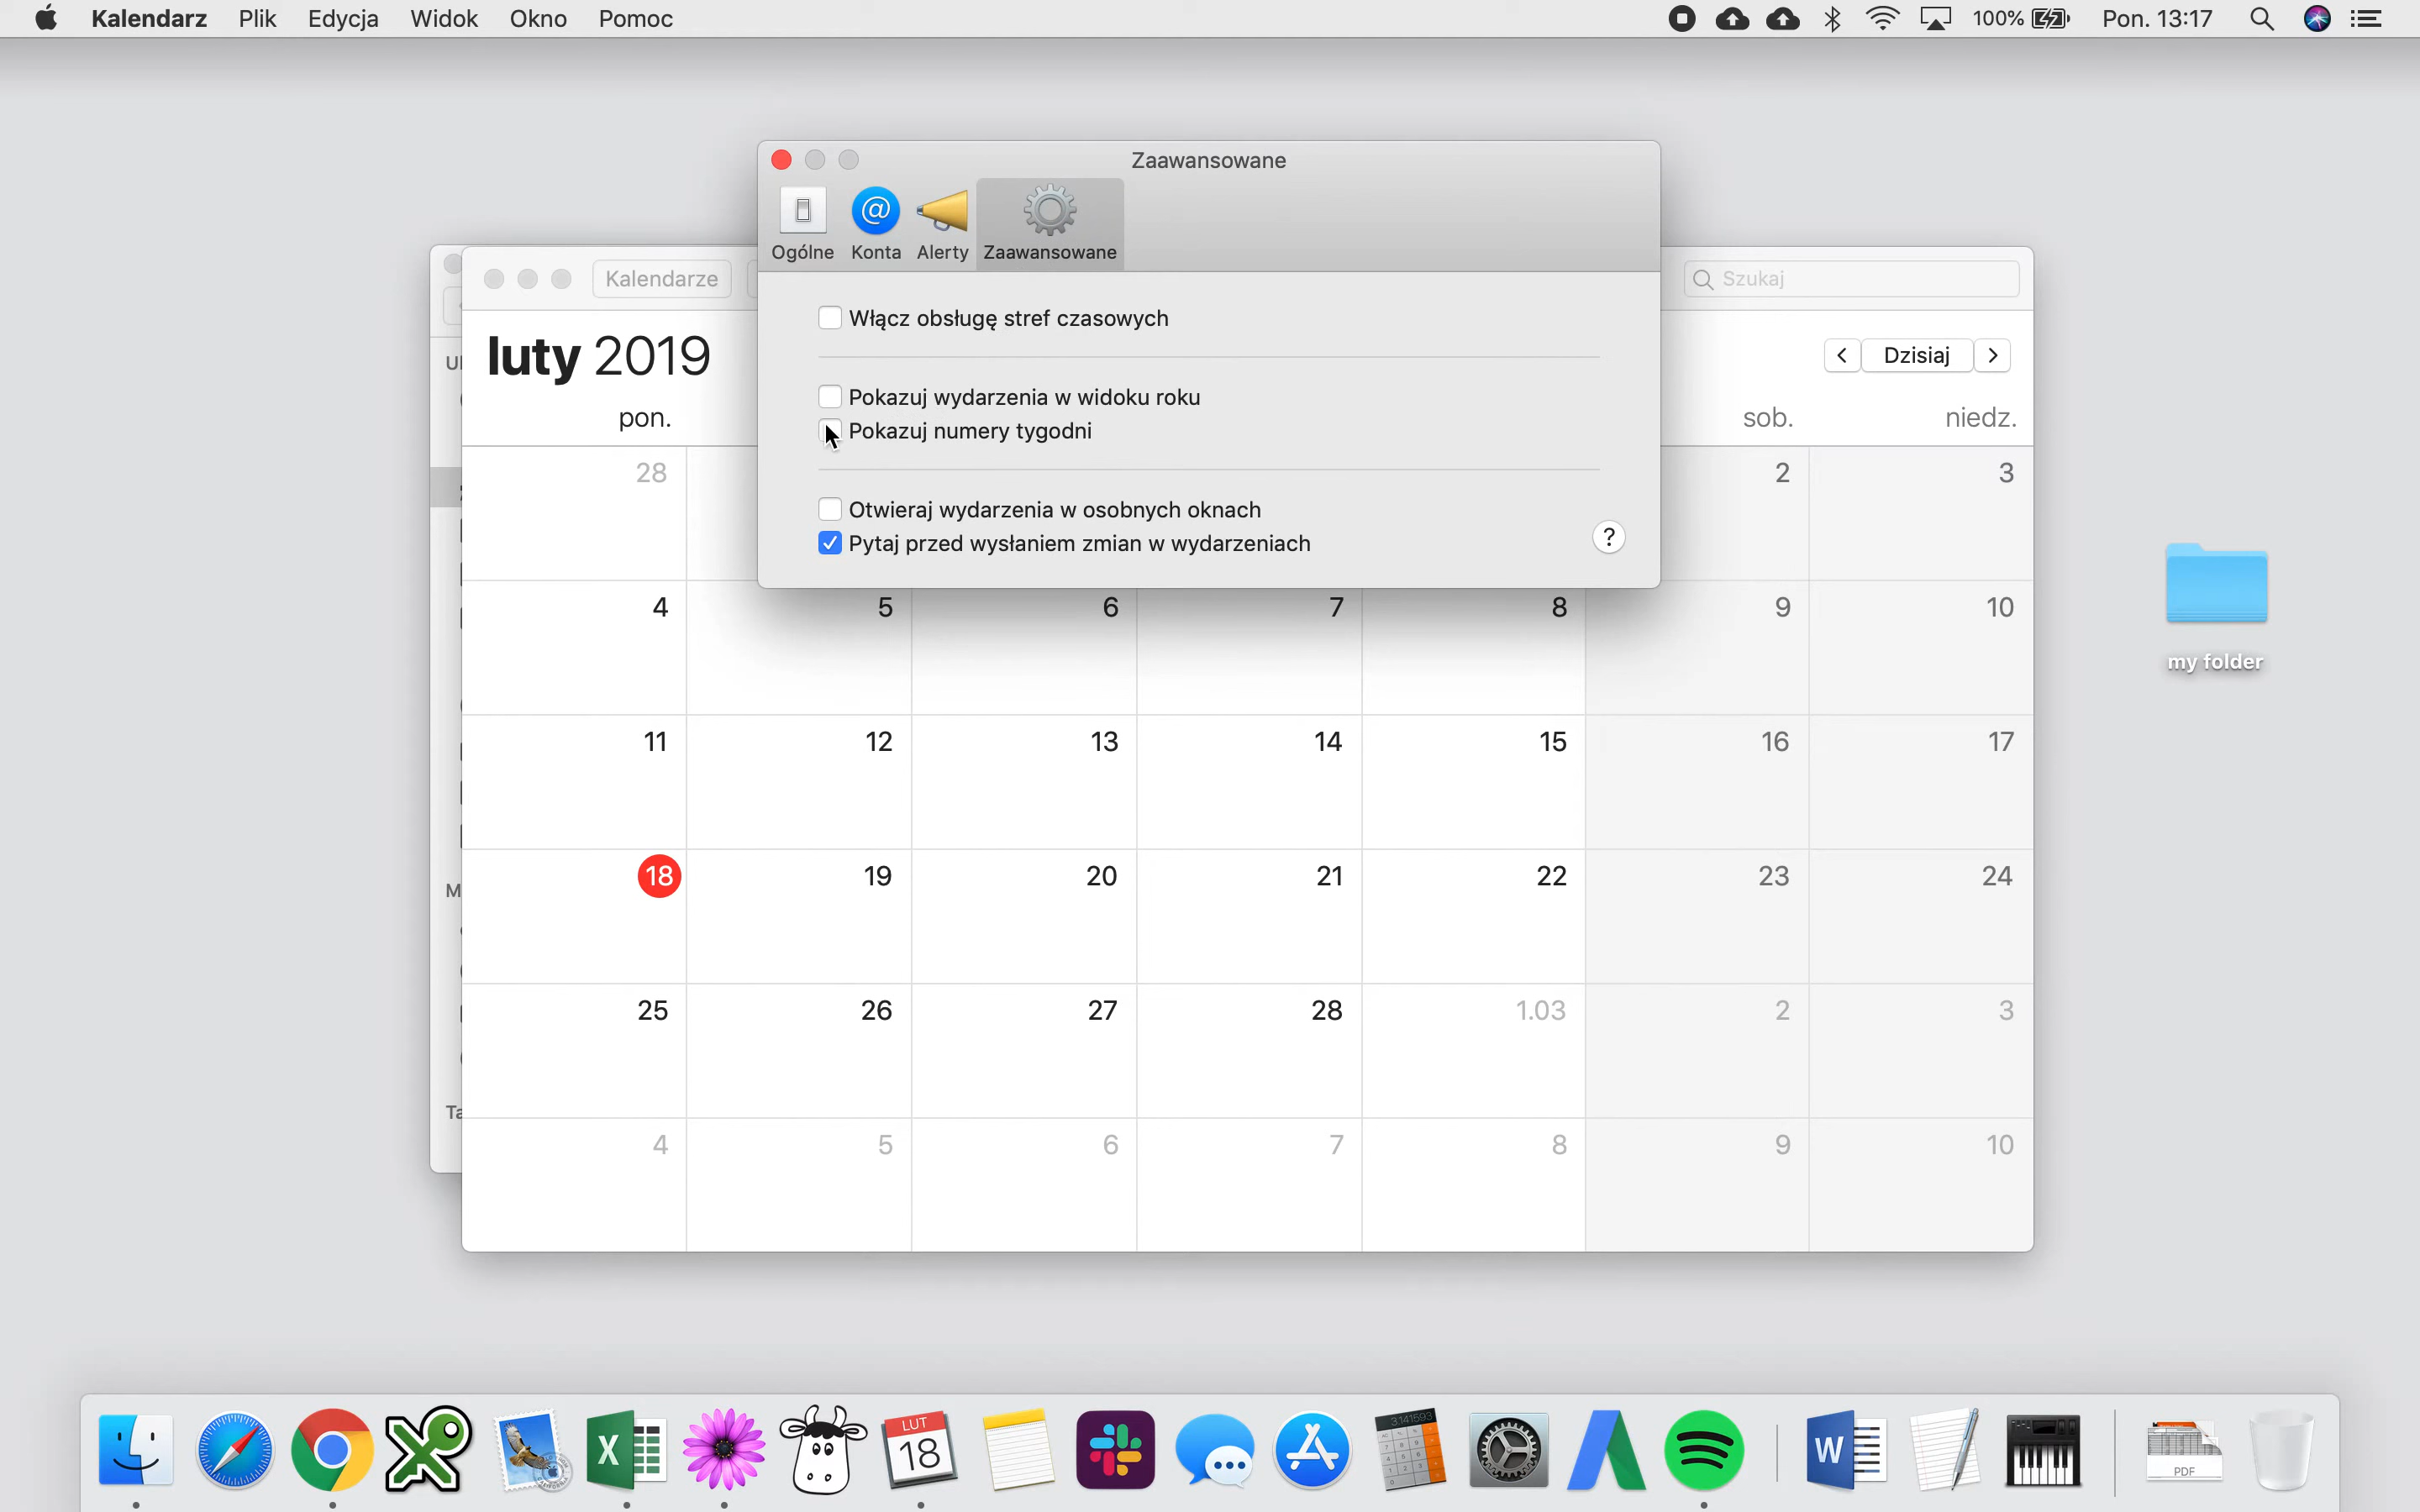 Kalendarz Plik Edycja Widok Okno Pomoc 100% Pon. 13:17
Zaawansowane
Ogólne Konta Alerty Zaawansowane
Włącz obsługę stref czasowych
Pokazuj wydarzenia w widoku roku
Pokazuj numery tygodni
Otwieraj wydarzenia w osobnych oknach
Pytaj przed wysłaniem zmian w wydarzeniach
?
Kalendarze
Szukaj
luty 2019
< Dzisiaj >
pon. sob. niedz.
28 2 3
4 5 6 7 8 9 10
11 12 13 14 15 16 17
18 19 20 21 22 23 24
25 26 27 28 1.03 2 3
4 5 6 7 8 9 10
my folder
LUT
18
3.141593
W
X
PDF